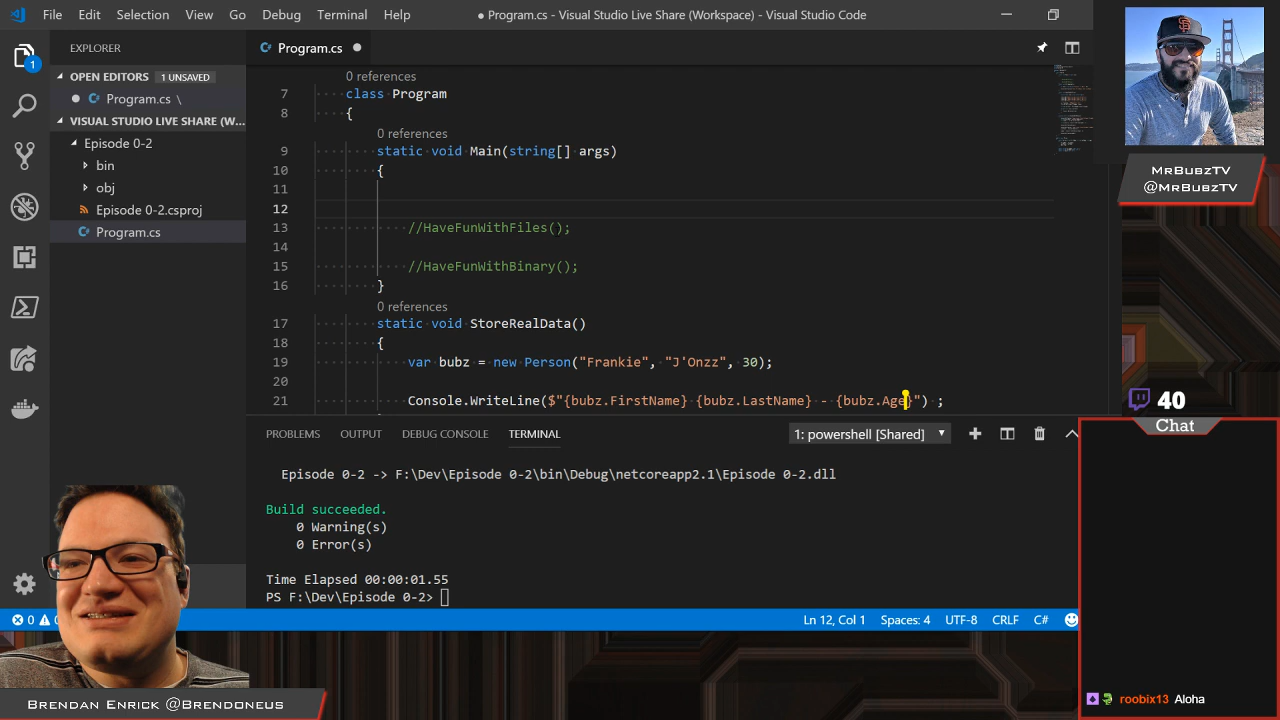 File Edit Selection View Go Debug Terminal Help
● Program.cs - Visual Studio Live Share (Workspace) - Visual Studio Code
EXPLORER
OPEN EDITORS 1 UNSAVED
Program.cs \
VISUAL STUDIO LIVE SHARE (W...
Episode 0-2
bin
obj
Episode 0-2.csproj
Program.cs
1
Program.cs
0 references
7 class Program
8 {
0 references
9 static void Main(string[] args)
10 {
11
12
13 //HaveFunWithFiles();
14
15 //HaveFunWithBinary();
16 }
0 references
17 static void StoreRealData()
18 {
19 var bubz = new Person("Frankie", "J'Onzz", 30);
20
21 Console.WriteLine($"{bubz.FirstName} {bubz.LastName} - {bubz.Age}") ;
PROBLEMS OUTPUT DEBUG CONSOLE TERMINAL
1: powershell [Shared]
Episode 0-2 -> F:\Dev\Episode 0-2\bin\Debug\netcoreapp2.1\Episode 0-2.dll
Build succeeded.
0 Warning(s)
0 Error(s)
Time Elapsed 00:00:01.55
PS F:\Dev\Episode 0-2>
0
Ln 12, Col 1 Spaces: 4 UTF-8 CRLF C#
MrBubzTV
@MrBubzTV
40
Chat
roobix13 Aloha
Brendan Enrick @Brendoneus